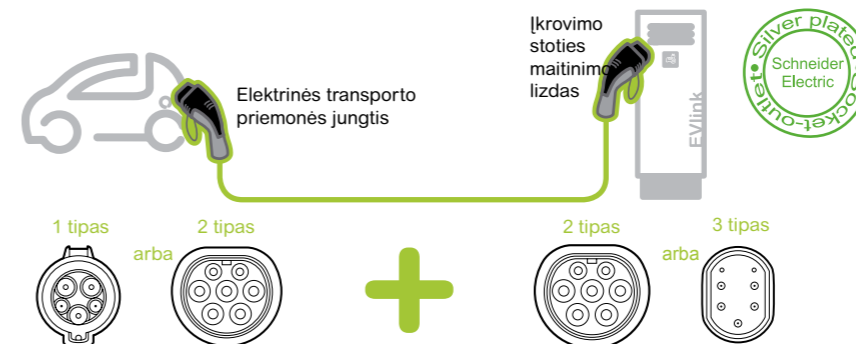 Įkrovimo
stoties
maitinimo
lizdas
Silver plated • Socket-outlet •
Schneider
Electric
Elektrinės transporto
priemonės jungtis
EVlink
1 tipas
arba
2 tipas
2 tipas
arba
3 tipas